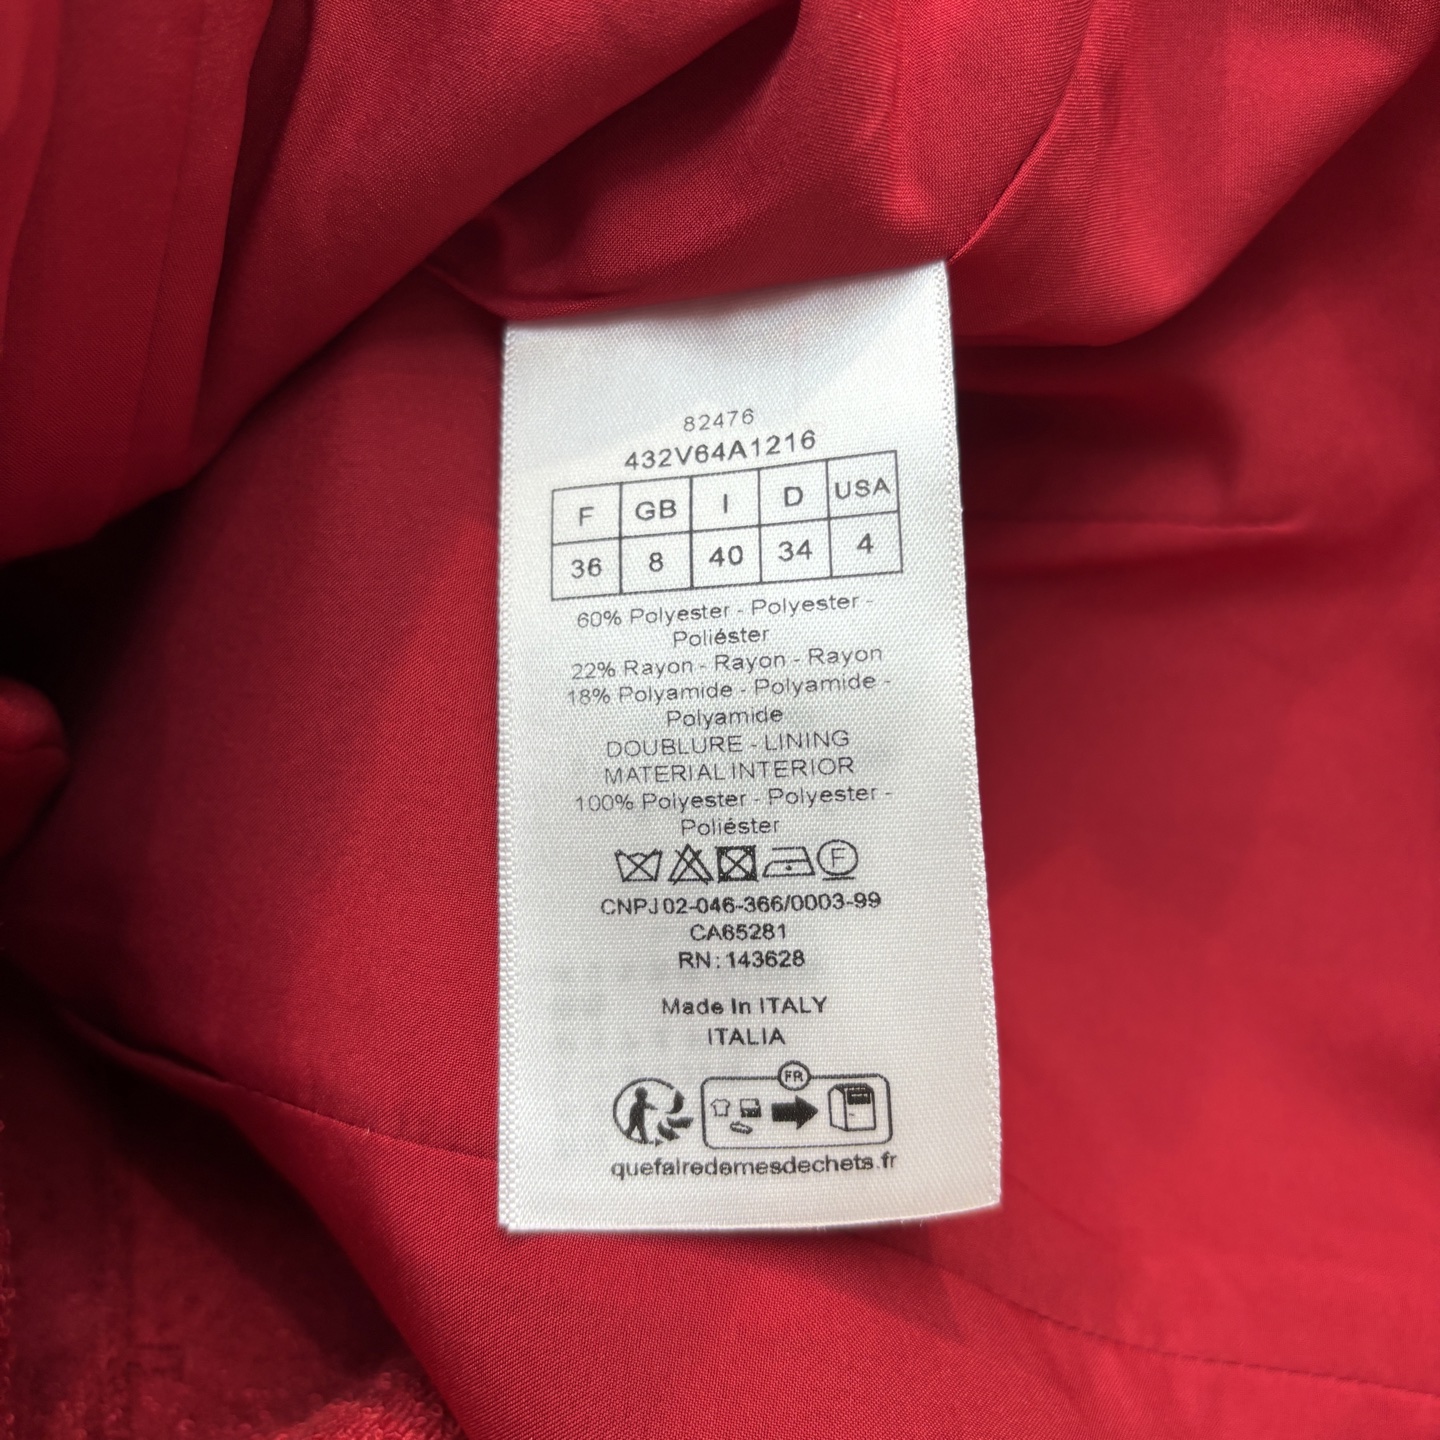 82476
432V64A1216
F GB I D USA
36 8 40 34 4
60% Polyester - Polyester -
Poliéster
22% Rayon - Rayon - Rayon
18% Polyamide - Polyamide -
Polyamide
DOUBLURE - LINING
MATERIAL INTERIOR
100% Polyester - Polyester -
Poliéster
F
CNPJ 02-046-366/0003-99
CA65281
RN: 143628
Made In ITALY
ITALIA
FR
quefairedemesdechets.fr